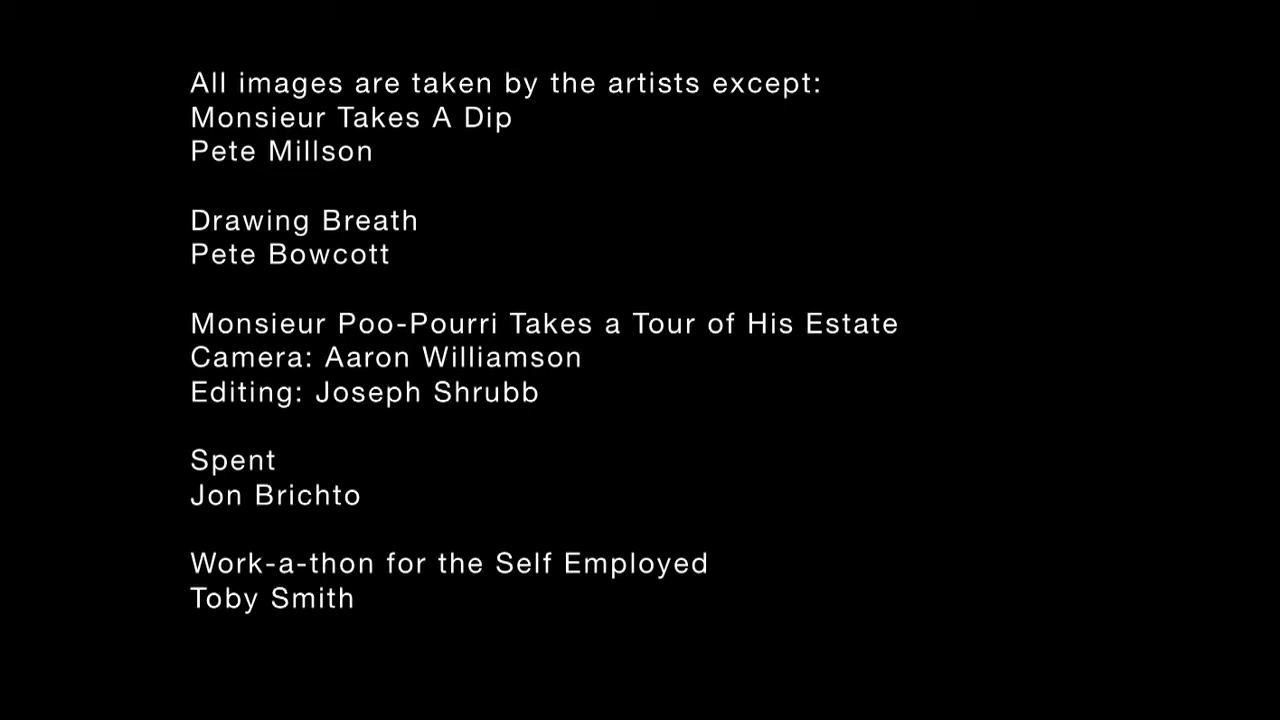 All images are taken by the artists except:
Monsieur Takes A Dip
Pete Millson
Drawing Breath
Pete Bowcott
Monsieur Poo-Pourri Takes a Tour of His Estate
Camera: Aaron Williamson
Editing: Joseph Shrubb
Spent
Jon Brichto
Work-a-thon for the Self Employed
Toby Smith